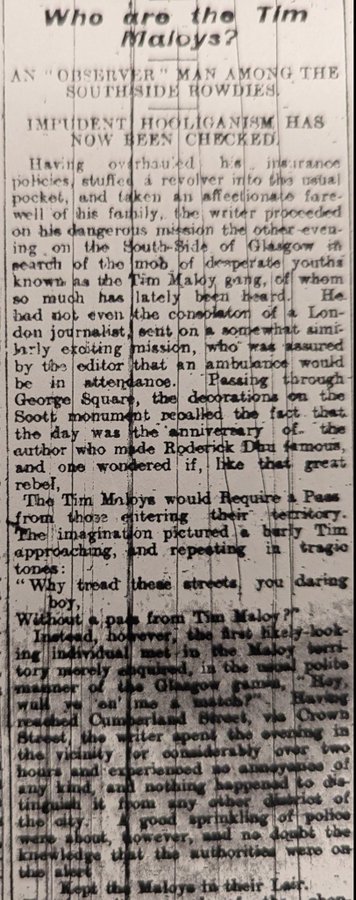 Who are the Tim
Maloys?
AN "OBSERVER" MAN AMONG THE
SOUTH-SIDE ROWDIES.
IMPUDENT HOOLIGANISM HAS
NOW BEEN CHECKED.
Having overhauled his insurance
policies, stuffed a revolver into the usual
pocket, and taken an affectionate fare-
well of his family, the writer proceeded
on his dangerous mission the other even-
ing on the South-Side of Glasgow in
search of the mob of desperate youths
known as the Tim Maloy gang, of whom
so much has lately been heard. He
had not even the consolaton of a Lon-
don journalist, sent on a somewhat simi-
larly exciting mission, who was assured
by the editor that an ambulance would
be in attendance. Passing through
George Square, the decorations on the
Scott monument recalled the fact that
the day was the anniversary of the
author who made Roderick Dhu famous,
and one wondered if, like that great
rebel,
The Tim Maloys would Require a Pass
from those entering their territory.
The imagination pictured a burly Tim
approaching, and repeating in tragic
tones:
"Why tread these streets, you daring
boy,
Without a pass from Tim Maloy?"
Instead, however, the first likely-look-
ing individual met in the Maloy terri-
tory merely enquired, in the usual polite
manner of the Glasgow gamin, "Hey,
wull ye en' me a match?" Having
reached Cumberland Street, via Crown
Street, the writer spent the evening in
the vicinity for considerably over two
hours and experienced no annoyance of
any kind, and nothing happened to dis-
tinguish it from any other district of
the city. A good sprinkling of police
were about, however, and no doubt the
knowledge that the authorities were on
the alert
Kept the Maloys in their Lair.